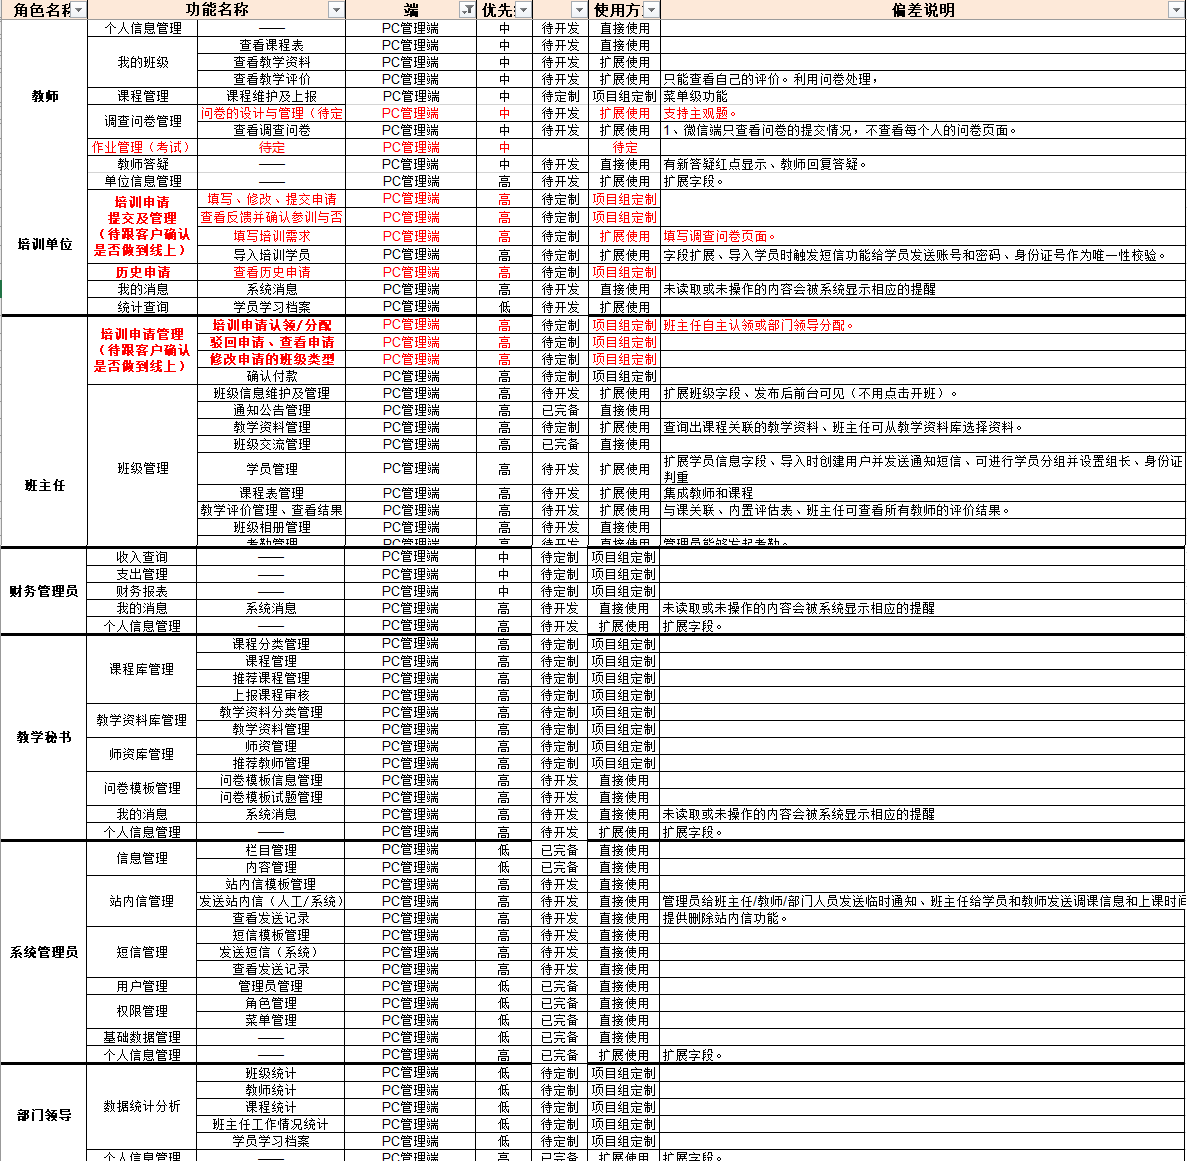 角色名称 功能名称 端 优先 使用方 偏差说明
教师 个人信息管理 —— PC管理端 中 待开发 直接使用
我的班级 查看课程表 PC管理端 中 待开发 直接使用
查看教学资料 PC管理端 中 待开发 扩展使用
查看教学评价 PC管理端 中 待开发 扩展使用 只能查看自己的评价。利用问卷处理，
课程管理 课程维护及上报 PC管理端 中 待定制 项目组定制 菜单级功能
调查问卷管理 问卷的设计与管理（待定 PC管理端 中 待开发 扩展使用 支持主观题。
查看调查问卷 PC管理端 中 待开发 扩展使用 1、微信端只查看问卷的提交情况，不查看每个人的问卷页面。
作业管理（考试） 待定 PC管理端 中 待定
教师答疑 —— PC管理端 中 待开发 直接使用 有新答疑红点显示、教师回复答疑。
培训单位 单位信息管理 —— PC管理端 高 待开发 扩展使用 扩展字段。
培训申请
提交及管理
（待跟客户确认
是否做到线上）
填写、修改、提交申请 PC管理端 高 待定制 项目组定制
查看反馈并确认参训与否 PC管理端 高 待定制 项目组定制
填写培训需求 PC管理端 高 待定制 扩展使用 填写调查问卷页面。
导入培训学员 PC管理端 高 待定制 扩展使用 字段扩展、导入学员时触发短信功能给学员发送账号和密码、身份证号作为唯一性校验。
历史申请 查看历史申请 PC管理端 高 待定制 项目组定制
我的消息 系统消息 PC管理端 高 待开发 直接使用 未读取或未操作的内容会被系统显示相应的提醒
统计查询 学员学习档案 PC管理端 低 待开发 扩展使用
班主任
培训申请管理
（待跟客户确认
是否做到线上）
培训申请认领/分配 PC管理端 高 待定制 项目组定制 班主任自主认领或部门领导分配。
驳回申请、查看申请 PC管理端 高 待定制 项目组定制
修改申请的班级类型 PC管理端 高 待定制 项目组定制
确认付款 PC管理端 高 待定制 项目组定制
班级管理 班级信息维护及管理 PC管理端 高 待开发 扩展使用 扩展班级字段、发布后前台可见（不用点击开班）。
通知公告管理 PC管理端 高 已完备 直接使用
教学资料管理 PC管理端 高 待定制 扩展使用 查询出课程关联的教学资料、班主任可从教学资料库选择资料。
班级交流管理 PC管理端 高 已完备 直接使用
学员管理 PC管理端 高 待开发 扩展使用 扩展学员信息字段、导入时创建用户并发送通知短信、可进行学员分组并设置组长、身份证
判重
课程表管理 PC管理端 高 待开发 扩展使用 集成教师和课程
教学评价管理、查看结果 PC管理端 高 待开发 扩展使用 与课关联、内置评估表、班主任可查看所有教师的评价结果。
班级相册管理 PC管理端 高 待开发 直接使用
考勤管理 PC管理端 高 待开发 直接使用 管理员能够发起考勤。
财务管理员 收入查询 —— PC管理端 中 待定制 项目组定制
支出管理 —— PC管理端 中 待定制 项目组定制
财务报表 —— PC管理端 中 待定制 项目组定制
我的消息 系统消息 PC管理端 高 待开发 直接使用 未读取或未操作的内容会被系统显示相应的提醒
个人信息管理 —— PC管理端 高 待开发 扩展使用 扩展字段。
教学秘书 课程库管理 课程分类管理 PC管理端 高 待定制 项目组定制
课程管理 PC管理端 高 待定制 项目组定制
推荐课程管理 PC管理端 高 待定制 项目组定制
上报课程审核 PC管理端 高 待定制 项目组定制
教学资料库管理 教学资料分类管理 PC管理端 高 待定制 项目组定制
教学资料管理 PC管理端 高 待定制 项目组定制
师资库管理 师资管理 PC管理端 高 待定制 项目组定制
推荐教师管理 PC管理端 高 待定制 项目组定制
问卷模板管理 问卷模板信息管理 PC管理端 高 待开发 直接使用
问卷模板试题管理 PC管理端 高 待开发 直接使用
我的消息 系统消息 PC管理端 高 待开发 直接使用 未读取或未操作的内容会被系统显示相应的提醒
个人信息管理 —— PC管理端 高 待开发 扩展使用 扩展字段。
系统管理员 信息管理 栏目管理 PC管理端 低 已完备 直接使用
内容管理 PC管理端 低 已完备 直接使用
站内信管理 站内信模板管理 PC管理端 高 待开发 直接使用
发送站内信（人工/系统） PC管理端 高 待开发 直接使用 管理员给班主任/教师/部门人员发送临时通知、班主任给学员和教师发送调课信息和上课时间
查看发送记录 PC管理端 高 待开发 直接使用 提供删除站内信功能。
短信管理 短信模板管理 PC管理端 高 待开发 直接使用
发送短信（系统） PC管理端 高 待开发 直接使用
查看发送记录 PC管理端 高 待开发 直接使用
用户管理 管理员管理 PC管理端 低 已完备 直接使用
权限管理 角色管理 PC管理端 低 已完备 直接使用
菜单管理 PC管理端 低 已完备 直接使用
基础数据管理 —— PC管理端 低 已完备 直接使用
个人信息管理 —— PC管理端 高 已完备 扩展使用 扩展字段。
部门领导 数据统计分析 班级统计 PC管理端 低 待定制 项目组定制
教师统计 PC管理端 低 待定制 项目组定制
课程统计 PC管理端 低 待定制 项目组定制
班主任工作情况统计 PC管理端 低 待定制 项目组定制
学员学习档案 PC管理端 低 待定制 项目组定制
个人信息管理 —— PC管理端 高 已完备 扩展使用 扩展字段。